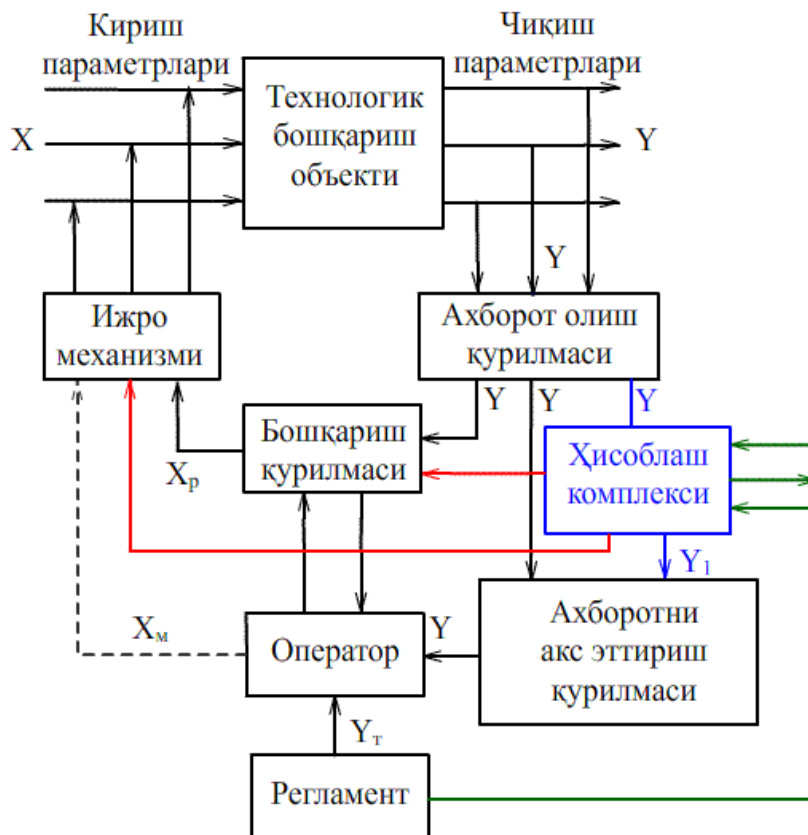 Кириш
параметрлари
Чиқиш
параметрлари
Технологик
бошқариш
объекти
X
Y
Y
Ижро
механизми
Ахборот олиш
қурилмаси
Y
Y
Y
Бошқариш
қурилмаси
Ҳисоблаш
комплекси
Xр
Y1
Xм
Оператор
Y
Ахборотни
акс эттириш
қурилмаси
Yт
Регламент